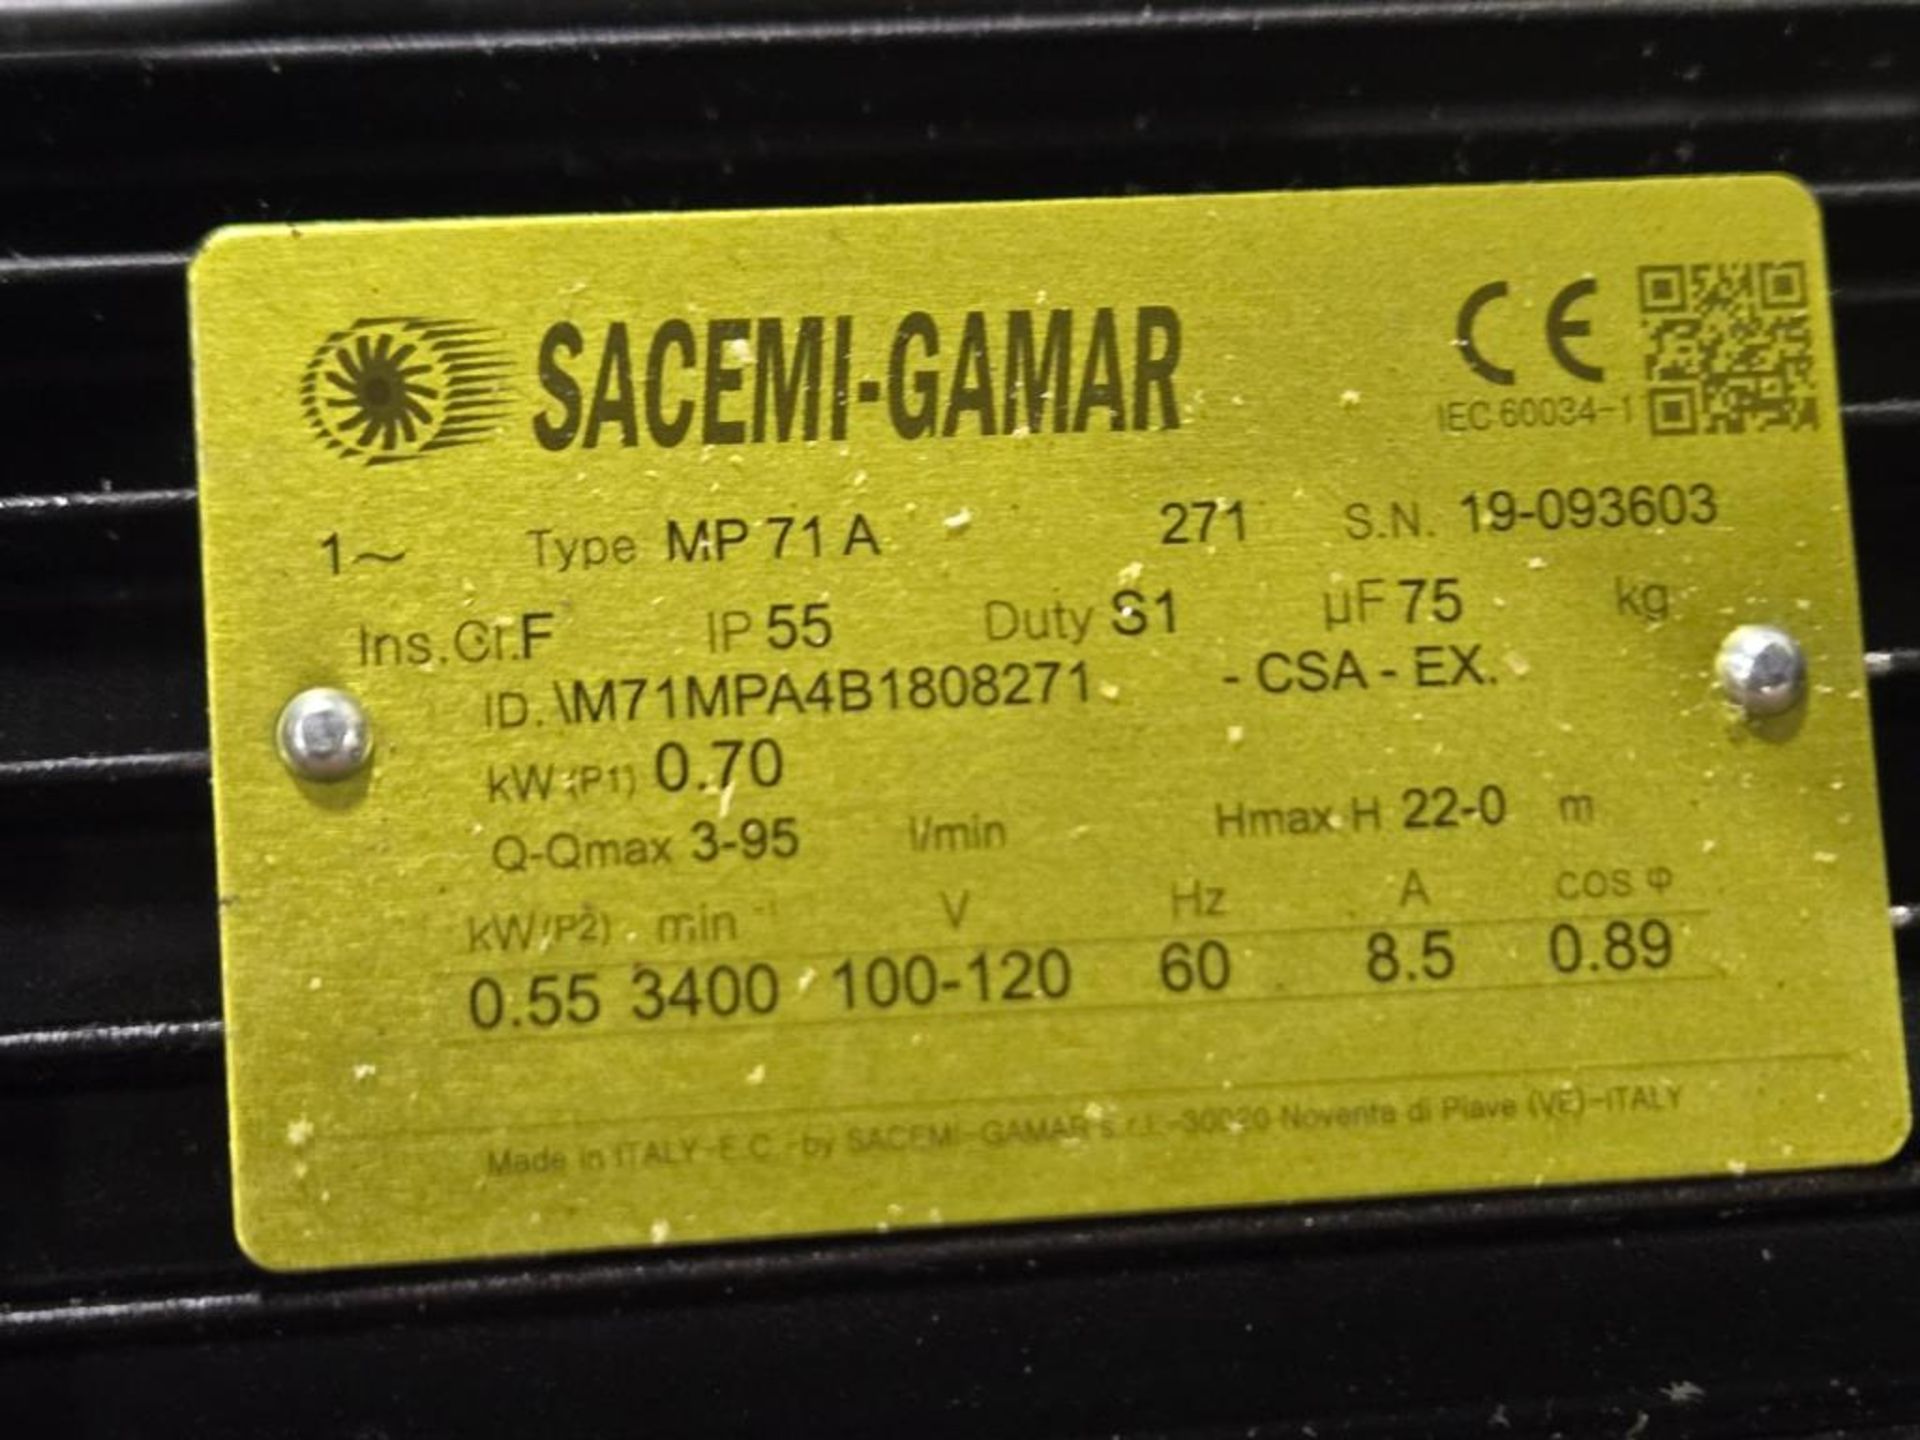 SACEMI-GAMAR
CE
IEC 60034-1
1~ Type MP 71 A 271 S.N. 19-093603
Ins.Cl.F IP 55 Duty S1 µF 75 kg
ID. \M71MPA4B1808271 - CSA - EX.
kW (P1) 0.70
Q-Qmax 3-95 l/min Hmax H 22-0 m
kW(P2) min⁻¹ V Hz A cos φ
0.55 3400 100-120 60 8.5 0.89
Made in ITALY-E.C.-by SACEMI-GAMAR s.r.l.-30020 Noventa di Piave (VE)-ITALY